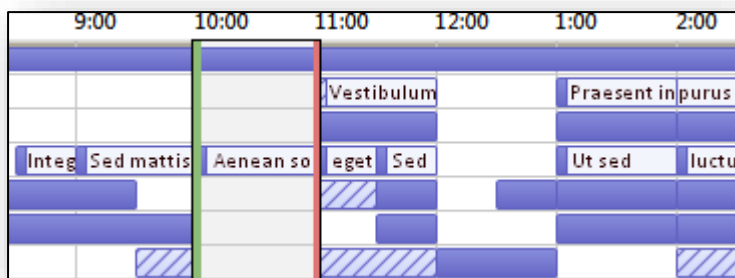 9:00 10:00 11:00 12:00 1:00 2:00
Vestibulum Praesent in purus
Integ Sed mattis Aenean so eget Sed Ut sed luctu